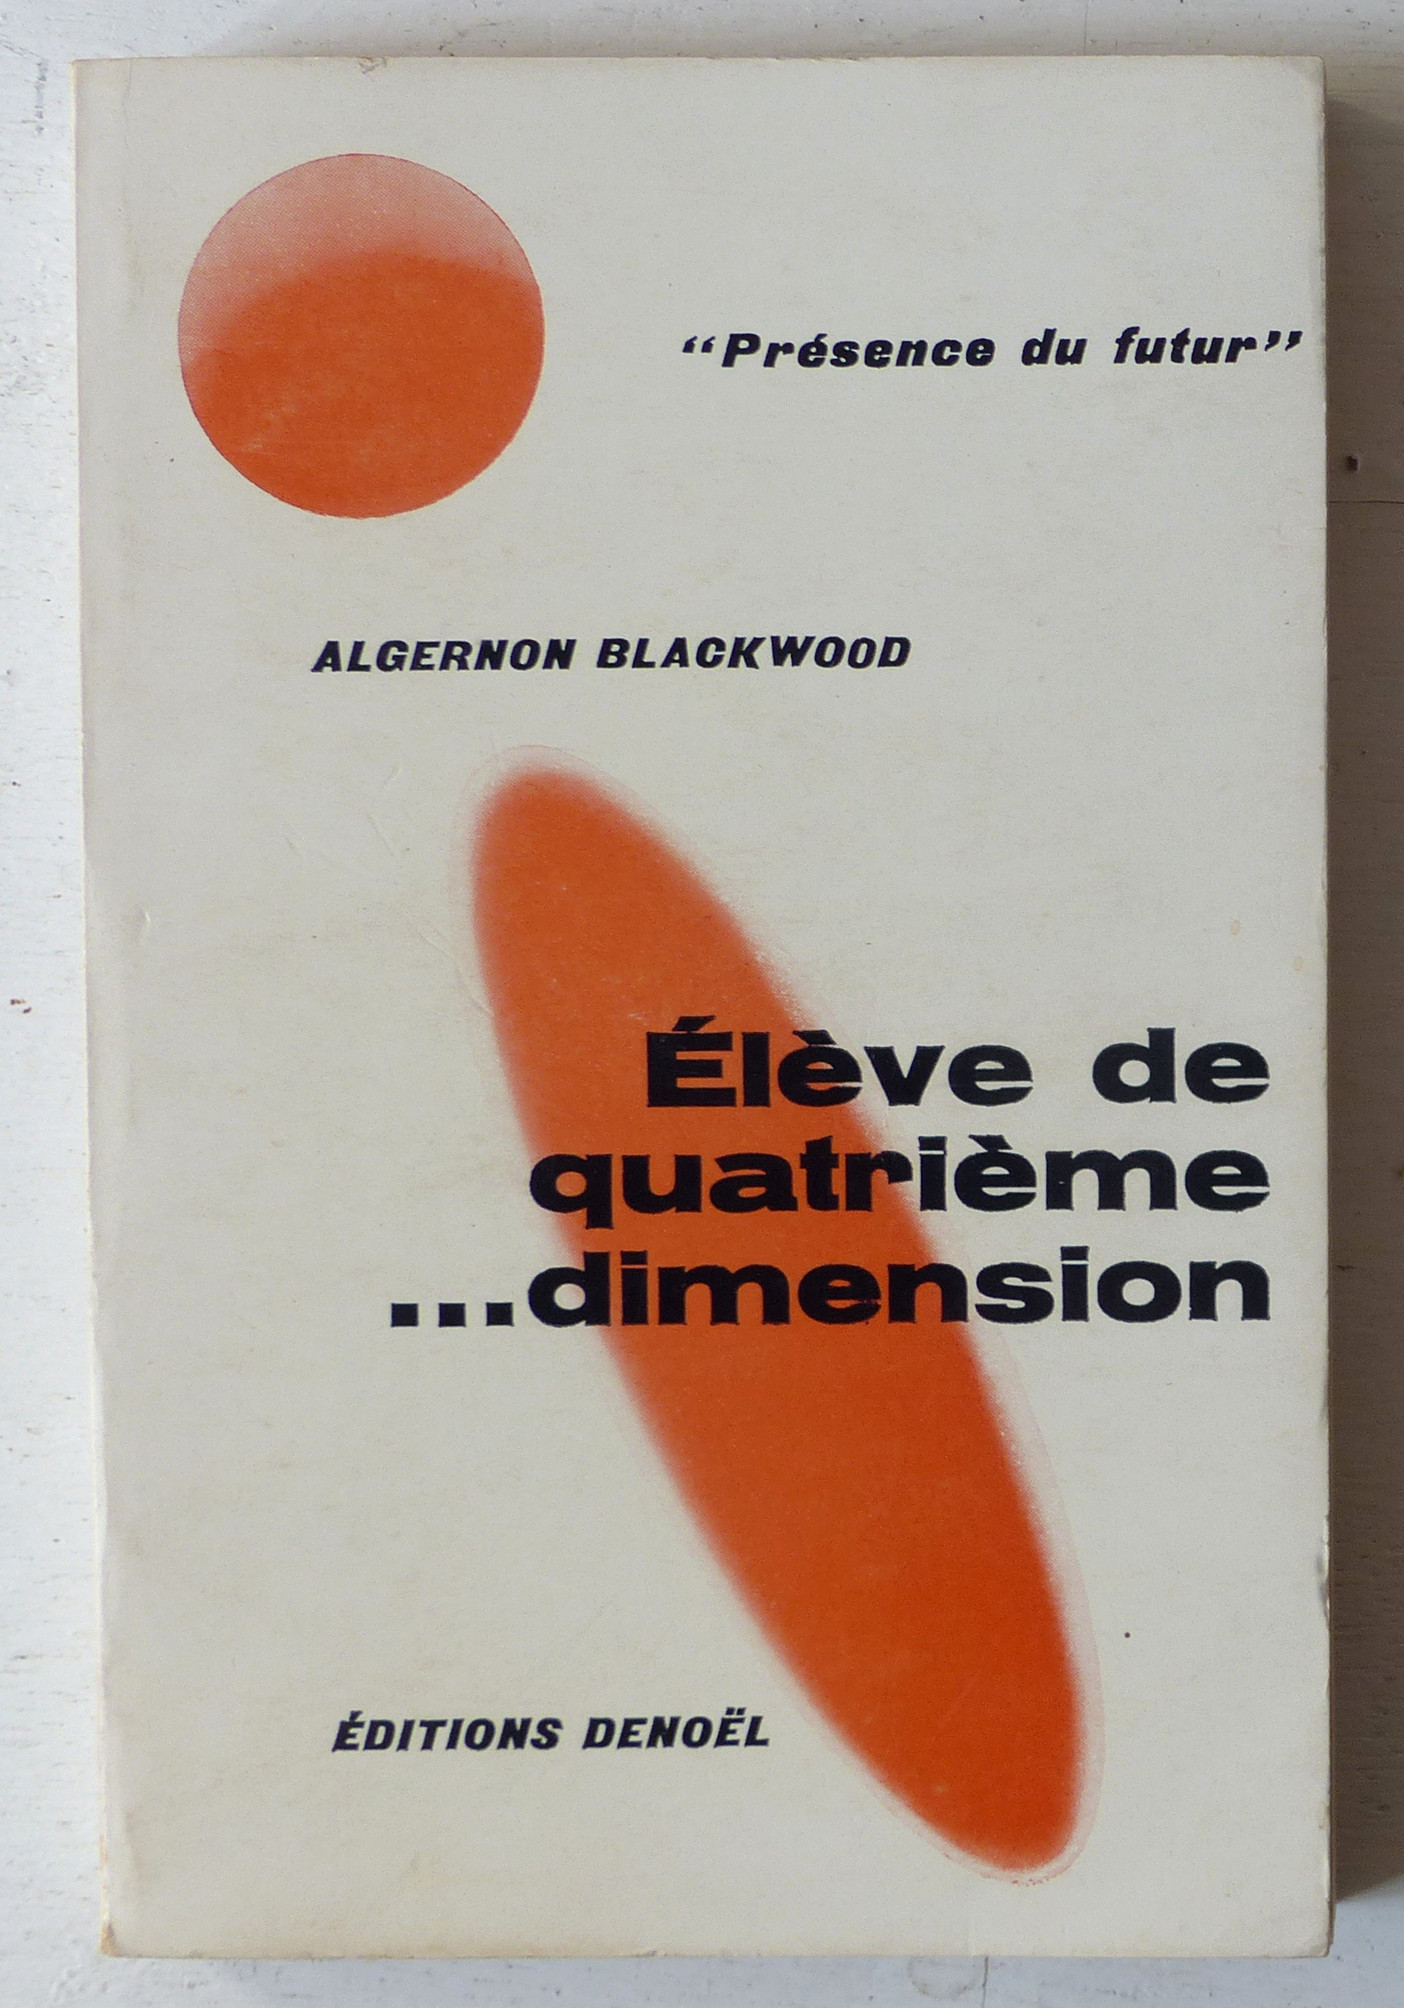 “Présence du futur”
ALGERNON BLACKWOOD
Élève de
quatrième
...dimension
ÉDITIONS DENOËL